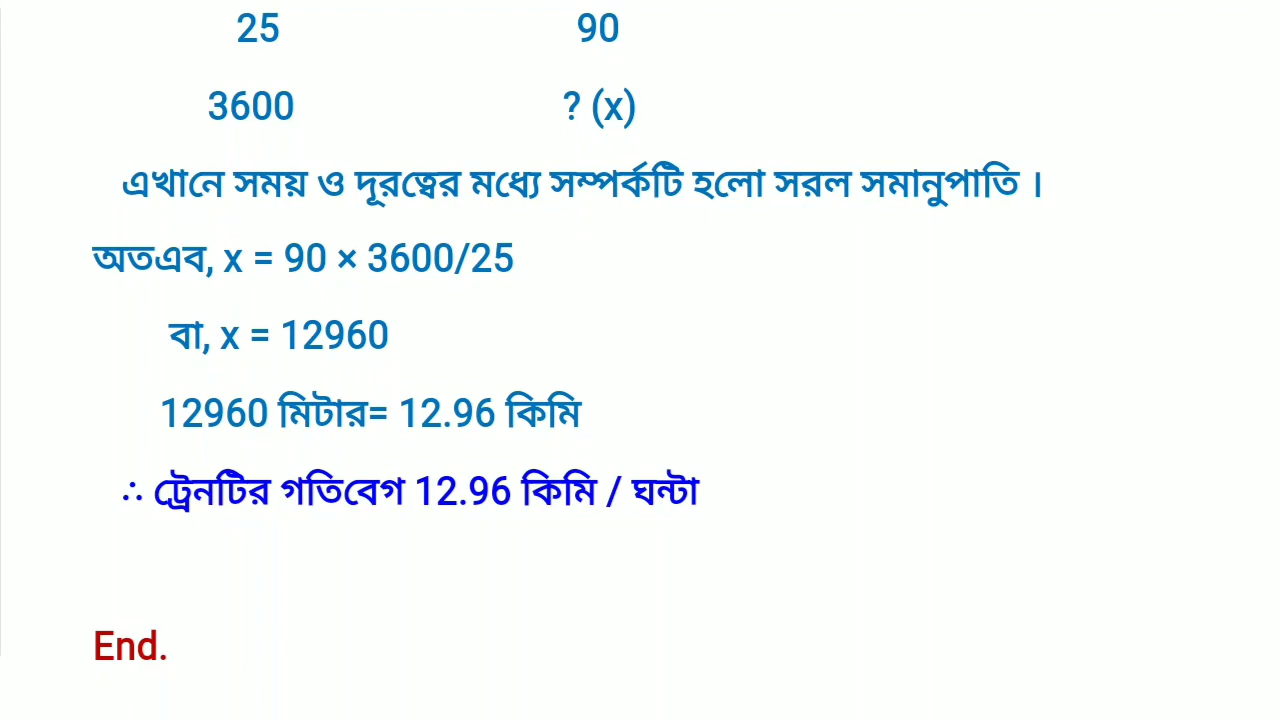 25 90
3600 ? (x)
এখানে সময় ও দূরত্বের মধ্যে সম্পর্কটি হলো সরল সমানুপাতি ।
অতএব, x = 90 × 3600/25
বা, x = 12960
12960 মিটার= 12.96 কিমি
∴ ট্রেনটির গতিবেগ 12.96 কিমি / ঘন্টা
End.